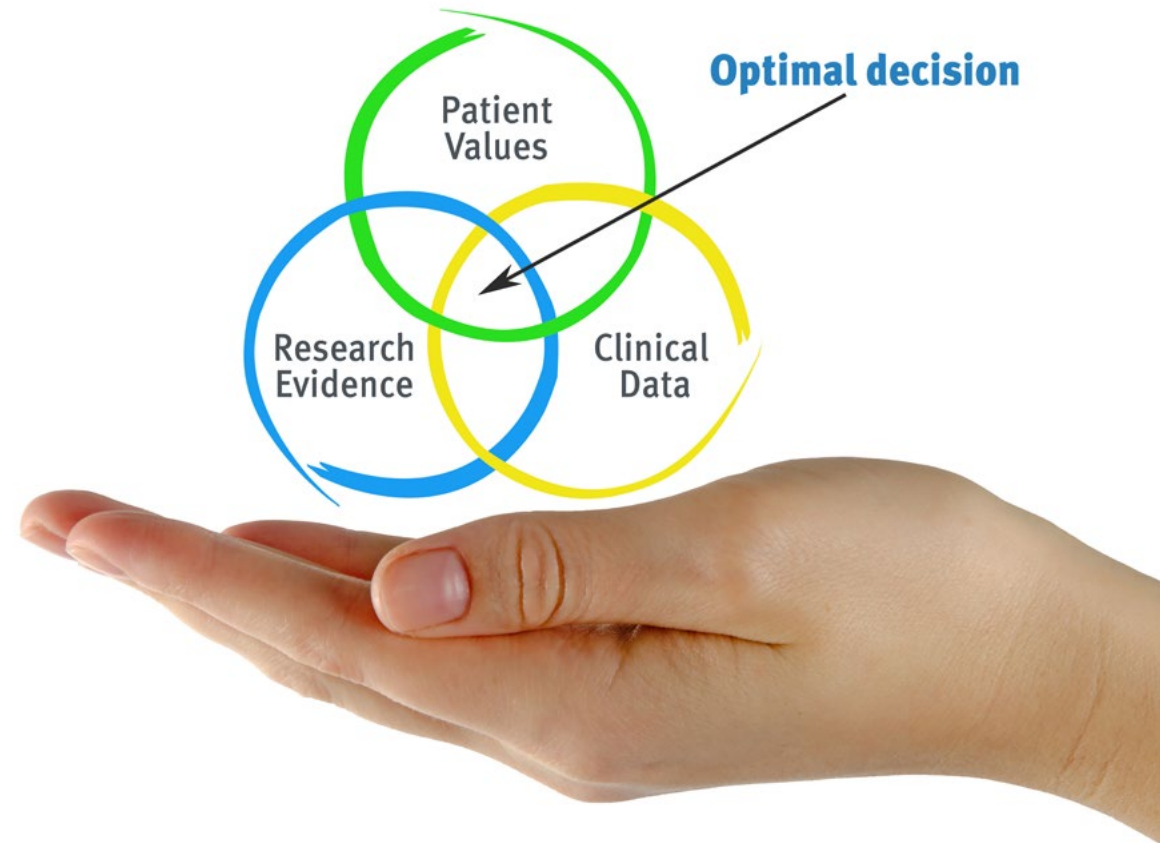 Optimal decision
Patient
Values
Research
Evidence
Clinical
Data